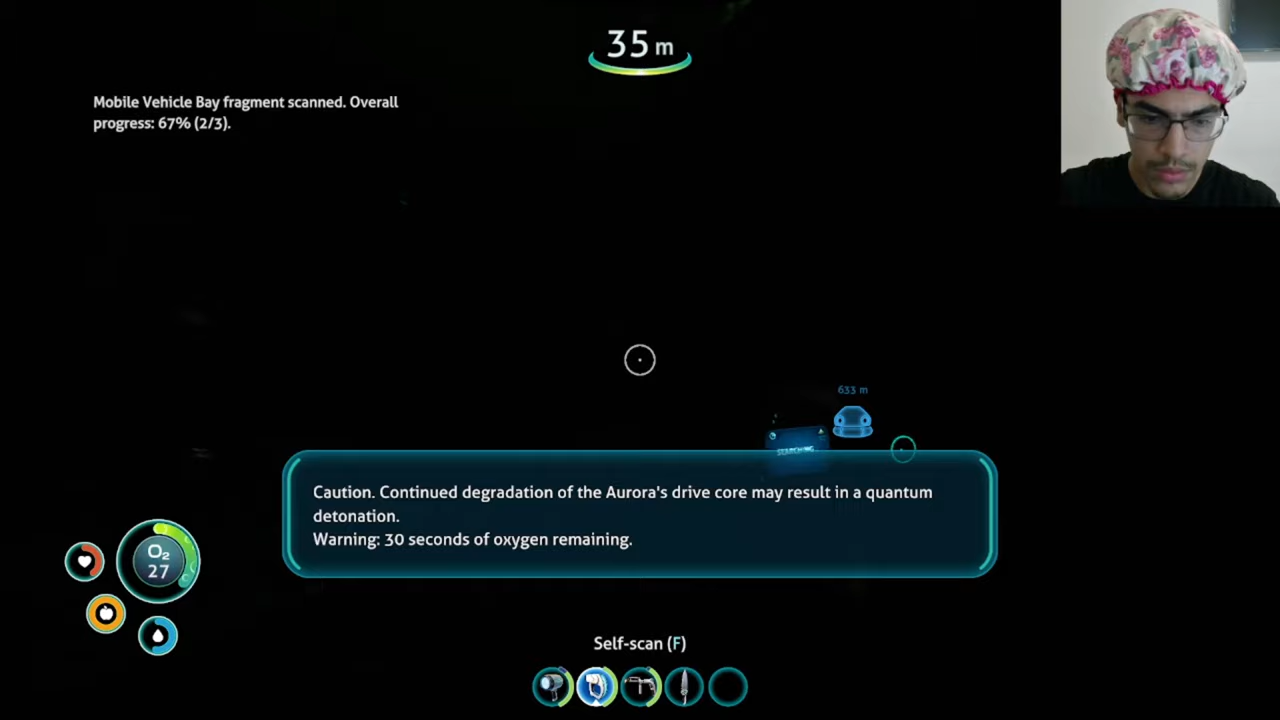 35 m
Mobile Vehicle Bay fragment scanned. Overall
progress: 67% (2/3).
633 m
Caution. Continued degradation of the Aurora's drive core may result in a quantum
detonation.
Warning: 30 seconds of oxygen remaining.
O₂
27
Self-scan (F)